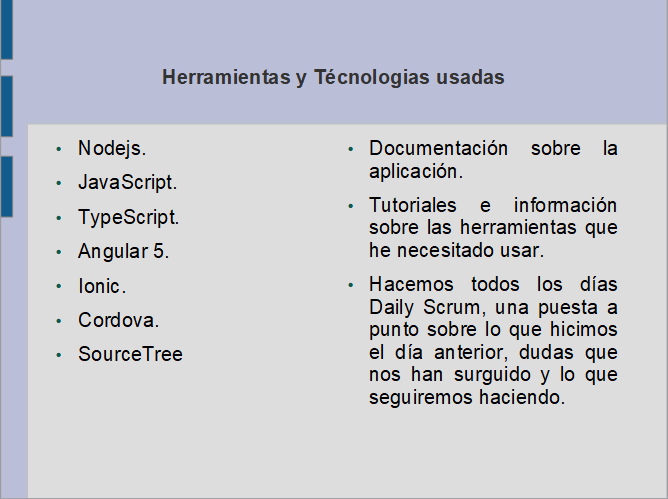 Herramientas y Técnologias usadas
• Nodejs.
• JavaScript.
• TypeScript.
• Angular 5.
• Ionic.
• Cordova.
• SourceTree
• Documentación sobre la
aplicación.
• Tutoriales e información
sobre las herramientas que
he necesitado usar.
• Hacemos todos los días
Daily Scrum, una puesta a
punto sobre lo que hicimos
el día anterior, dudas que
nos han surguido y lo que
seguiremos haciendo.